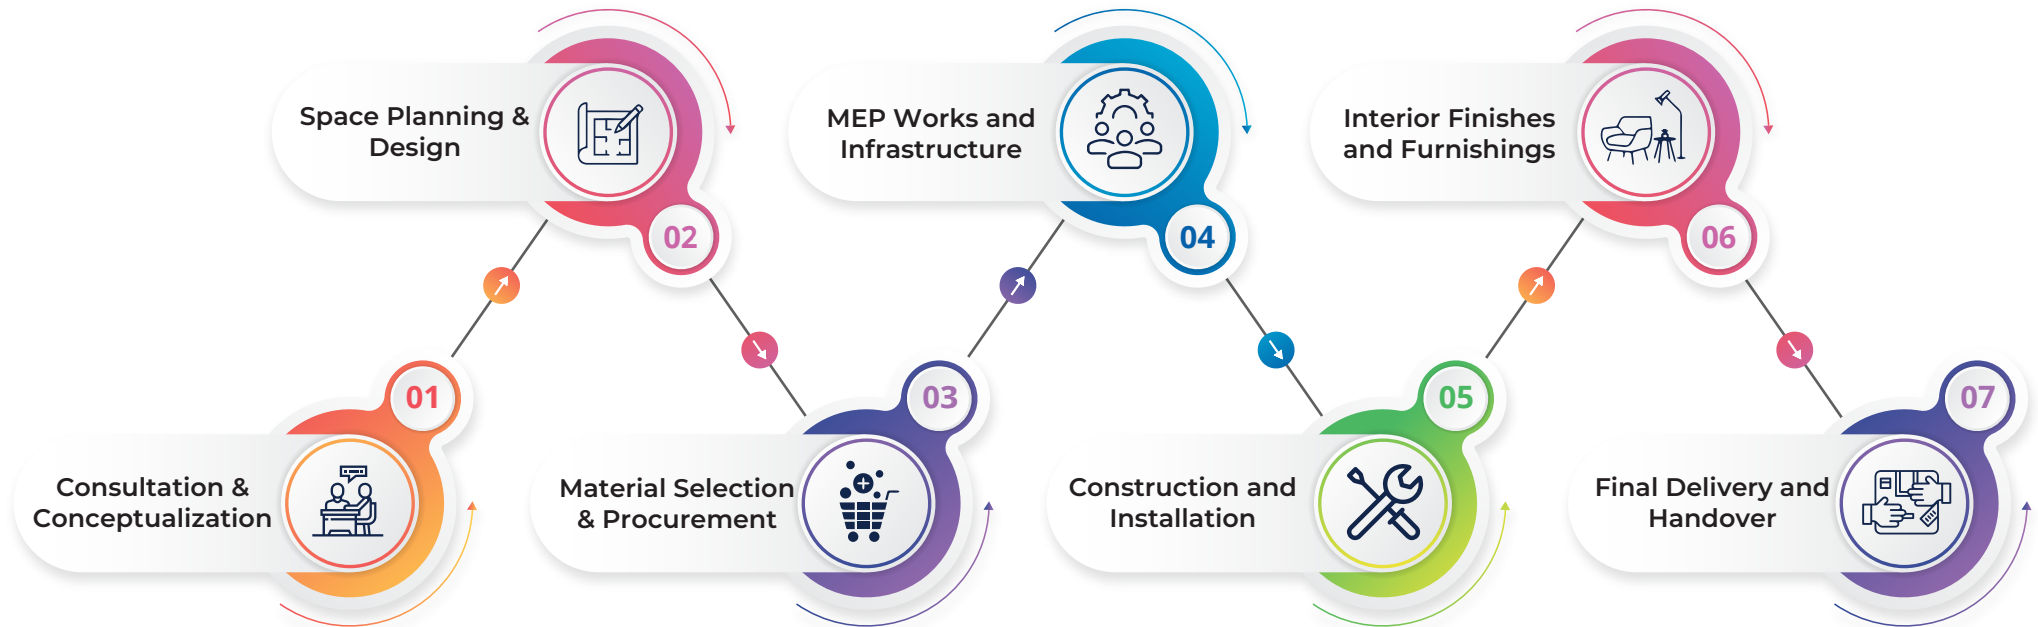 Consultation &
Conceptualization
01
Space Planning &
Design
02
Material Selection
& Procurement
03
MEP Works and
Infrastructure
04
Construction and
Installation
05
Interior Finishes
and Furnishings
06
Final Delivery and
Handover
07